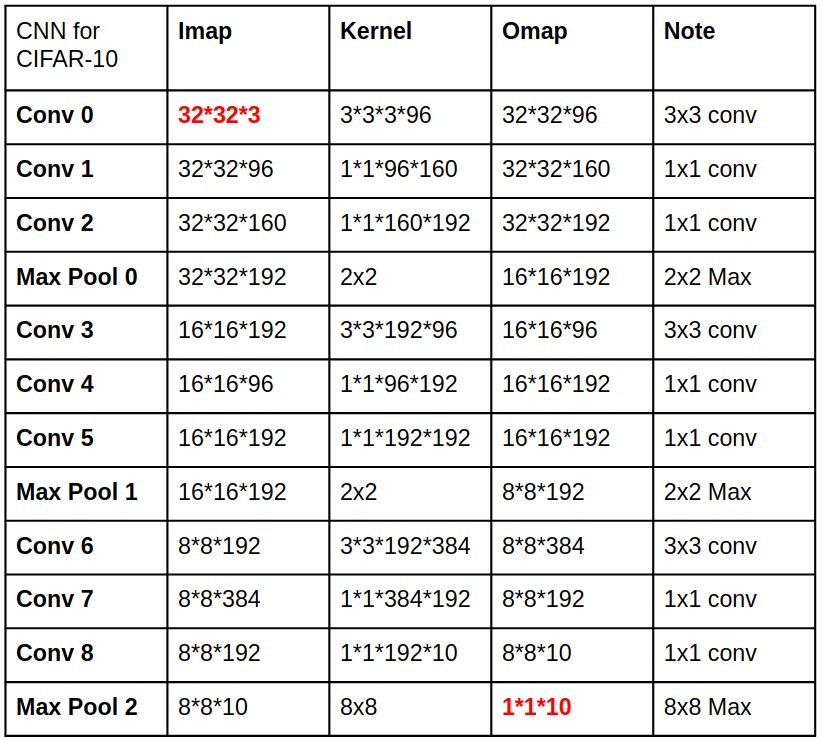 CNN for CIFAR-10 Imap Kernel Omap Note
Conv 0 32*32*3 3*3*3*96 32*32*96 3x3 conv
Conv 1 32*32*96 1*1*96*160 32*32*160 1x1 conv
Conv 2 32*32*160 1*1*160*192 32*32*192 1x1 conv
Max Pool 0 32*32*192 2x2 16*16*192 2x2 Max
Conv 3 16*16*192 3*3*192*96 16*16*96 3x3 conv
Conv 4 16*16*96 1*1*96*192 16*16*192 1x1 conv
Conv 5 16*16*192 1*1*192*192 16*16*192 1x1 conv
Max Pool 1 16*16*192 2x2 8*8*192 2x2 Max
Conv 6 8*8*192 3*3*192*384 8*8*384 3x3 conv
Conv 7 8*8*384 1*1*384*192 8*8*192 1x1 conv
Conv 8 8*8*192 1*1*192*10 8*8*10 1x1 conv
Max Pool 2 8*8*10 8x8 1*1*10 8x8 Max